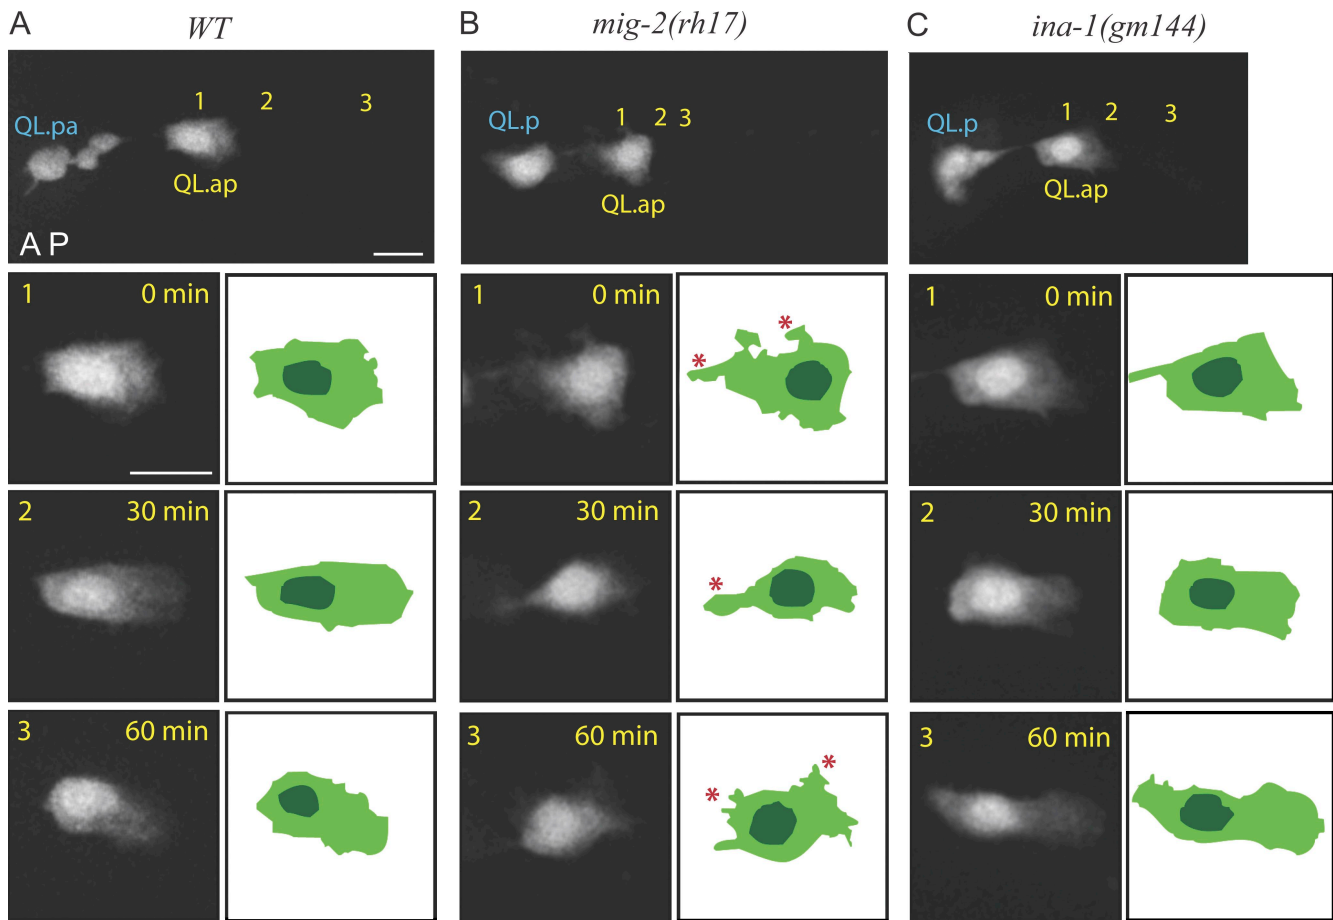 A WT
B mig-2(rh17)
C ina-1(gm144)
1 2 3
QL.pa
QL.ap
A P
1 2 3
QL.p
QL.ap
1 2 3
QL.p
QL.ap
1 0 min
1 0 min
* *
1 0 min
2 30 min
2 30 min
*
2 30 min
3 60 min
3 60 min
* *
3 60 min